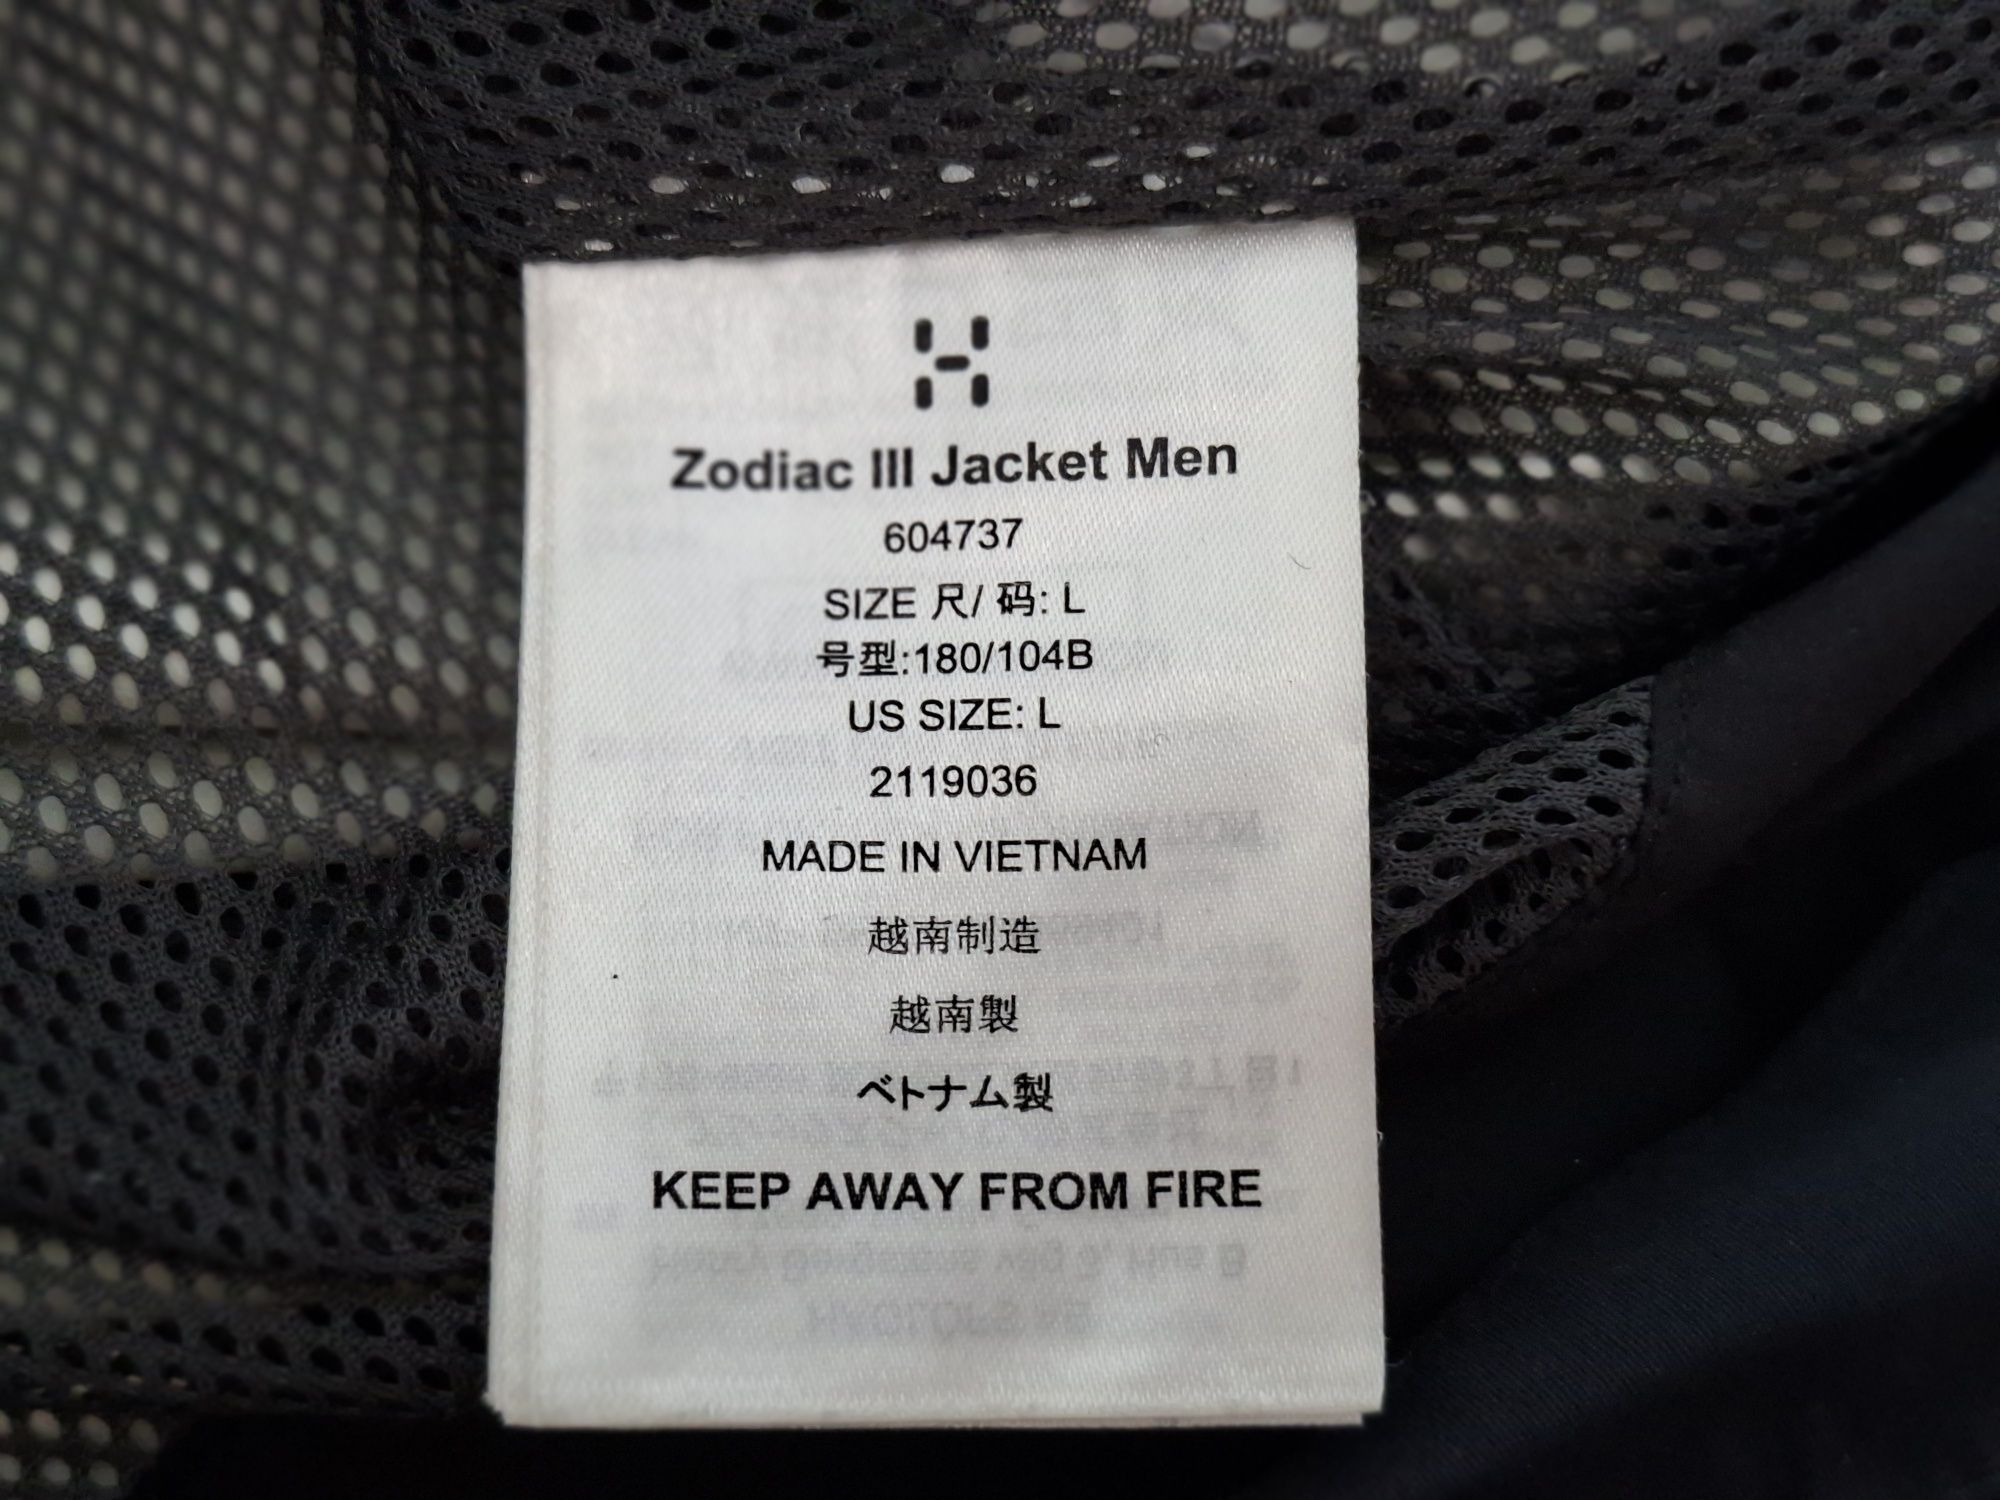 Zodiac III Jacket Men
604737
SIZE 尺/ 码: L
号型:180/104B
US SIZE: L
2119036
MADE IN VIETNAM
越南制造
越南製
ベトナム製
KEEP AWAY FROM FIRE